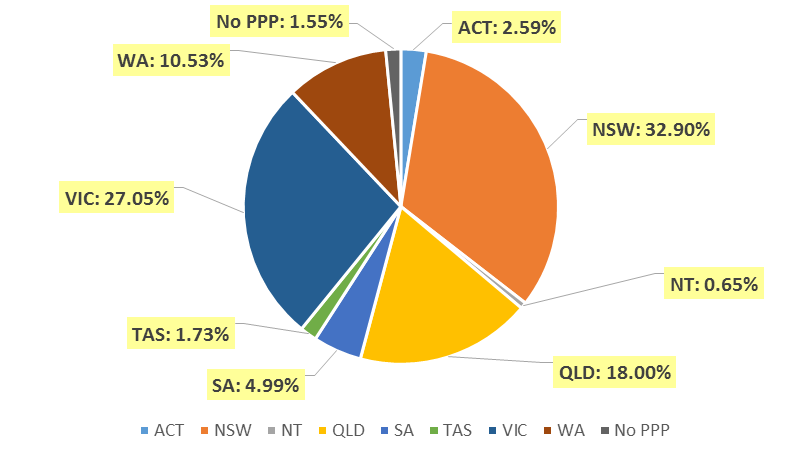 No PPP: 1.55%
ACT: 2.59%
WA: 10.53%
NSW: 32.90%
VIC: 27.05%
NT: 0.65%
TAS: 1.73%
QLD: 18.00%
SA: 4.99%
ACT NSW NT QLD SA TAS VIC WA No PPP